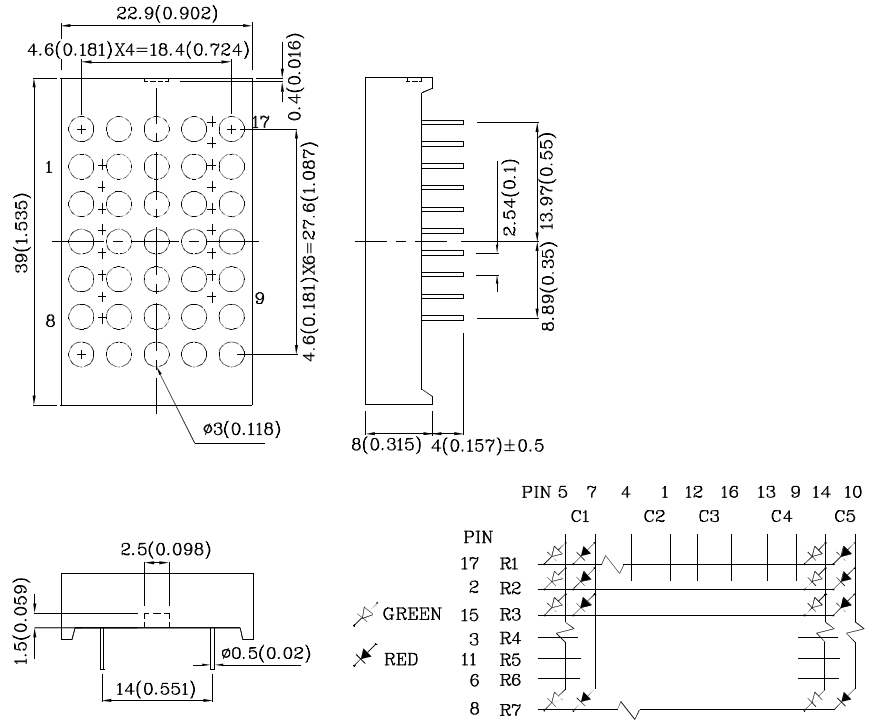 22.9(0.902)
4.6(0.181)X4=18.4(0.724)
0.4(0.016)
17
1
8
9
39(1.535)
4.6(0.181)X6=27.6(1.087)
ø3(0.118)
2.54(0.1)
13.97(0.55)
8.89(0.35)
8(0.315)
4(0.157)±0.5
2.5(0.098)
1.5(0.059)
ø0.5(0.02)
14(0.551)
GREEN
RED
PIN 5 7 4 1 12 16 13 9 14 10
C1 C2 C3 C4 C5
PIN
17 R1
2 R2
15 R3
3 R4
11 R5
6 R6
8 R7